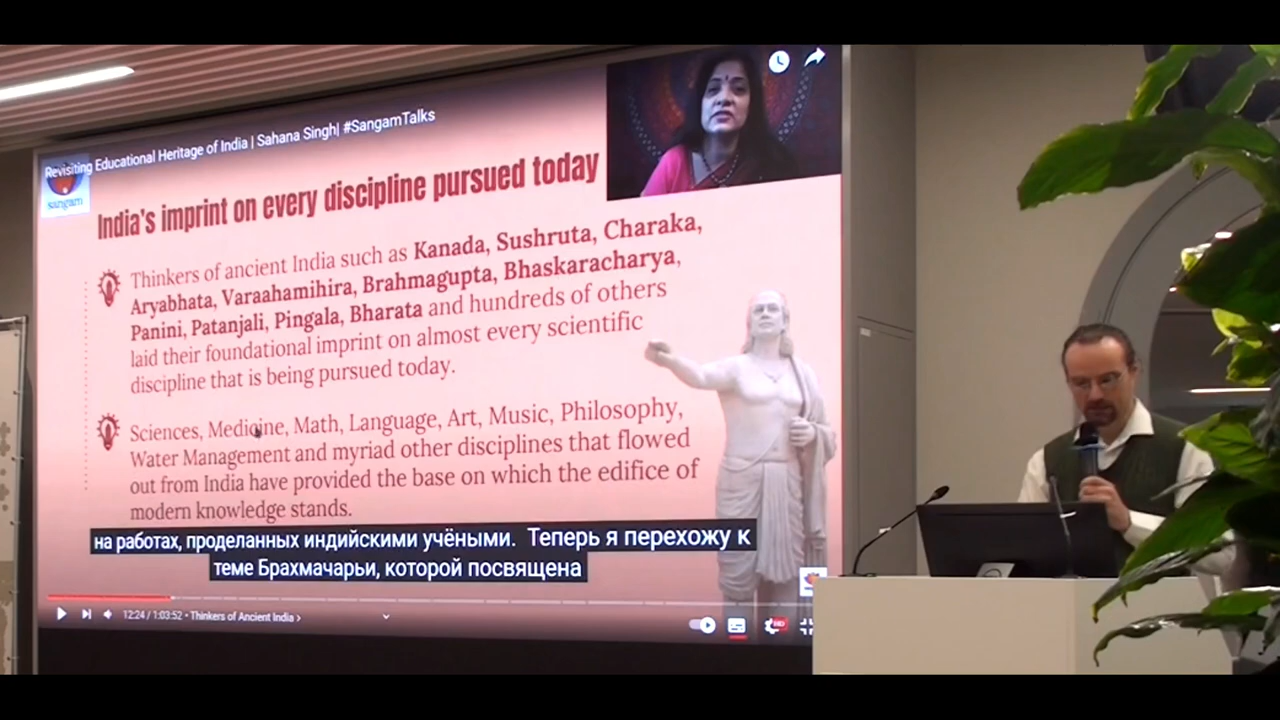 Revisiting Educational Heritage of India | Sahana Singh| #SangamTalks
sangam
India's imprint on every discipline pursued today
Thinkers of ancient India such as Kanada, Sushruta, Charaka,
Aryabhata, Varaahamihira, Brahmagupta, Bhaskaracharya,
Panini, Patanjali, Pingala, Bharata and hundreds of others
laid their foundational imprint on almost every scientific
discipline that is being pursued today.
Sciences, Medicine, Math, Language, Art, Music, Philosophy,
Water Management and myriad other disciplines that flowed
out from India have provided the base on which the edifice of
modern knowledge stands.
на работах, проделанных индийскими учёными. Теперь я перехожу к
теме Брахмачарьи, которой посвящена
12:24 / 1:03:52 • Thinkers of Ancient India ›
HD